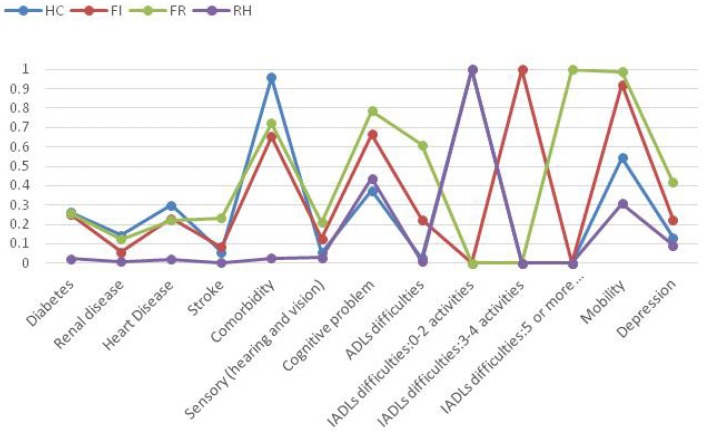 HC FI FR RH
1
0.9
0.8
0.7
0.6
0.5
0.4
0.3
0.2
0.1
0
Diabetes
Renal disease
Heart Disease
Stroke
Comorbidity
Sensory (hearing and vision)
Cognitive problem
ADLs difficulties
IADLs difficulties:0-2 activities
IADLs difficulties:3-4 activities
IADLs difficulties:5 or more...
Mobility
Depression